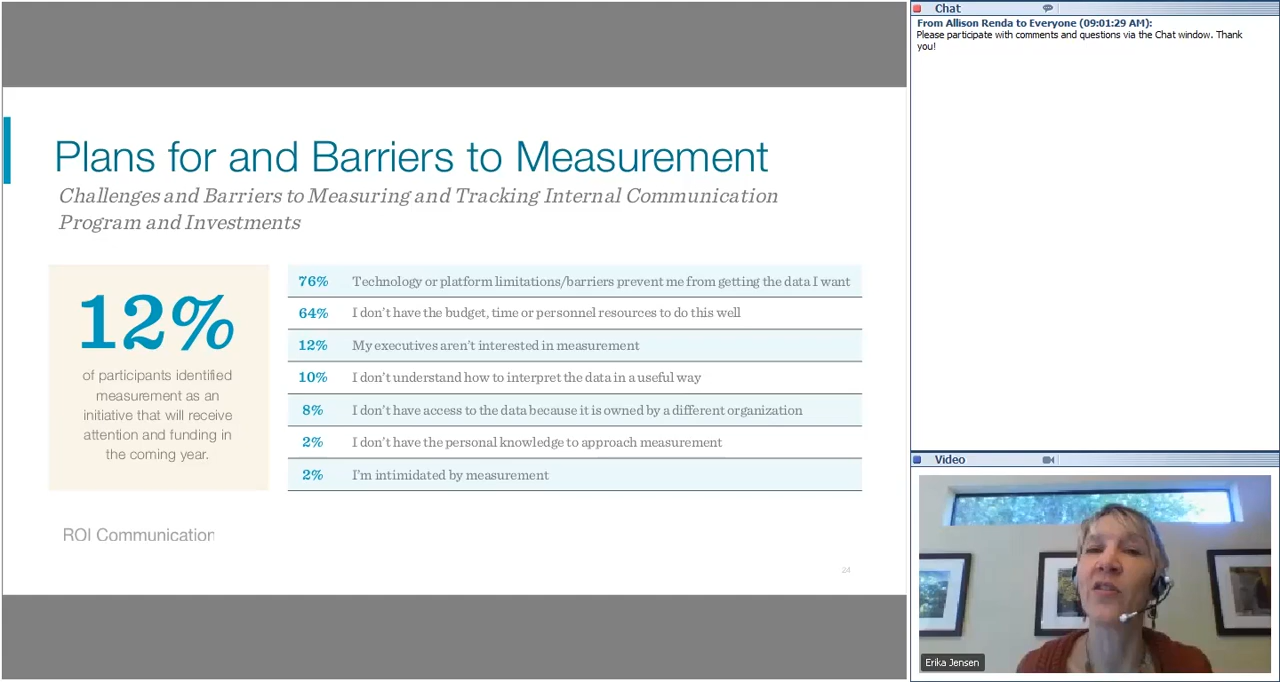 Plans for and Barriers to Measurement
Challenges and Barriers to Measuring and Tracking Internal Communication
Program and Investments
12%
of participants identified
measurement as an
initiative that will receive
attention and funding in
the coming year.
76% Technology or platform limitations/barriers prevent me from getting the data I want
64% I don't have the budget, time or personnel resources to do this well
12% My executives aren't interested in measurement
10% I don't understand how to interpret the data in a useful way
8% I don't have access to the data because it is owned by a different organization
2% I don't have the personal knowledge to approach measurement
2% I'm intimidated by measurement
ROI Communication
24
Chat
From Allison Renda to Everyone (09:01:29 AM):
Please participate with comments and questions via the Chat window. Thank
you!
Video
Erika Jensen